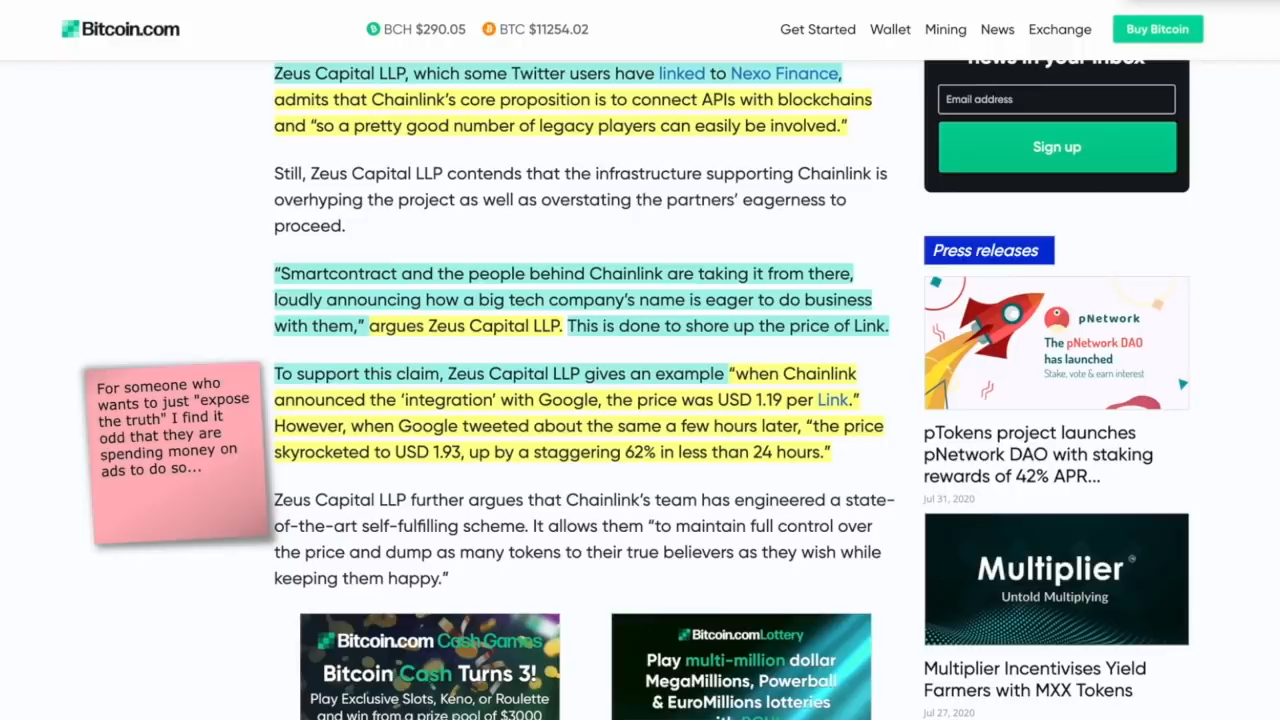 Bitcoin.com
BCH $290.05
BTC $11254.02
Get Started
Wallet
Mining
News
Exchange
Buy Bitcoin
Zeus Capital LLP, which some Twitter users have linked to Nexo Finance,
admits that Chainlink’s core proposition is to connect APIs with blockchains
and “so a pretty good number of legacy players can easily be involved.”
Still, Zeus Capital LLP contends that the infrastructure supporting Chainlink is
overhyping the project as well as overstating the partners’ eagerness to
proceed.
“Smartcontract and the people behind Chainlink are taking it from there,
loudly announcing how a big tech company’s name is eager to do business
with them,” argues Zeus Capital LLP. This is done to shore up the price of Link.
To support this claim, Zeus Capital LLP gives an example “when Chainlink
announced the ‘integration’ with Google, the price was USD 1.19 per Link.”
However, when Google tweeted about the same a few hours later, “the price
skyrocketed to USD 1.93, up by a staggering 62% in less than 24 hours.”
Zeus Capital LLP further argues that Chainlink’s team has engineered a state-
of-the-art self-fulfilling scheme. It allows them “to maintain full control over
the price and dump as many tokens to their true believers as they wish while
keeping them happy.”
For someone who
wants to just "expose
the truth" I find it
odd that they are
spending money on
ads to do so...
Bitcoin.com Cash Games
Bitcoin Cash Turns 3!
Play Exclusive Slots, Keno, or Roulette
and win from a prize pool of $3000
Bitcoin.com Lottery
Play multi-million dollar
MegaMillions, Powerball
& EuroMillions lotteries
news in your inbox
Email address
Sign up
Press releases
pNetwork
The pNetwork DAO
has launched
Stake, vote & earn interest
pTokens project launches
pNetwork DAO with staking
rewards of 42% APR...
Jul 31, 2020
Multiplier
Untold Multiplying
Multiplier Incentivises Yield
Farmers with MXX Tokens
Jul 27, 2020